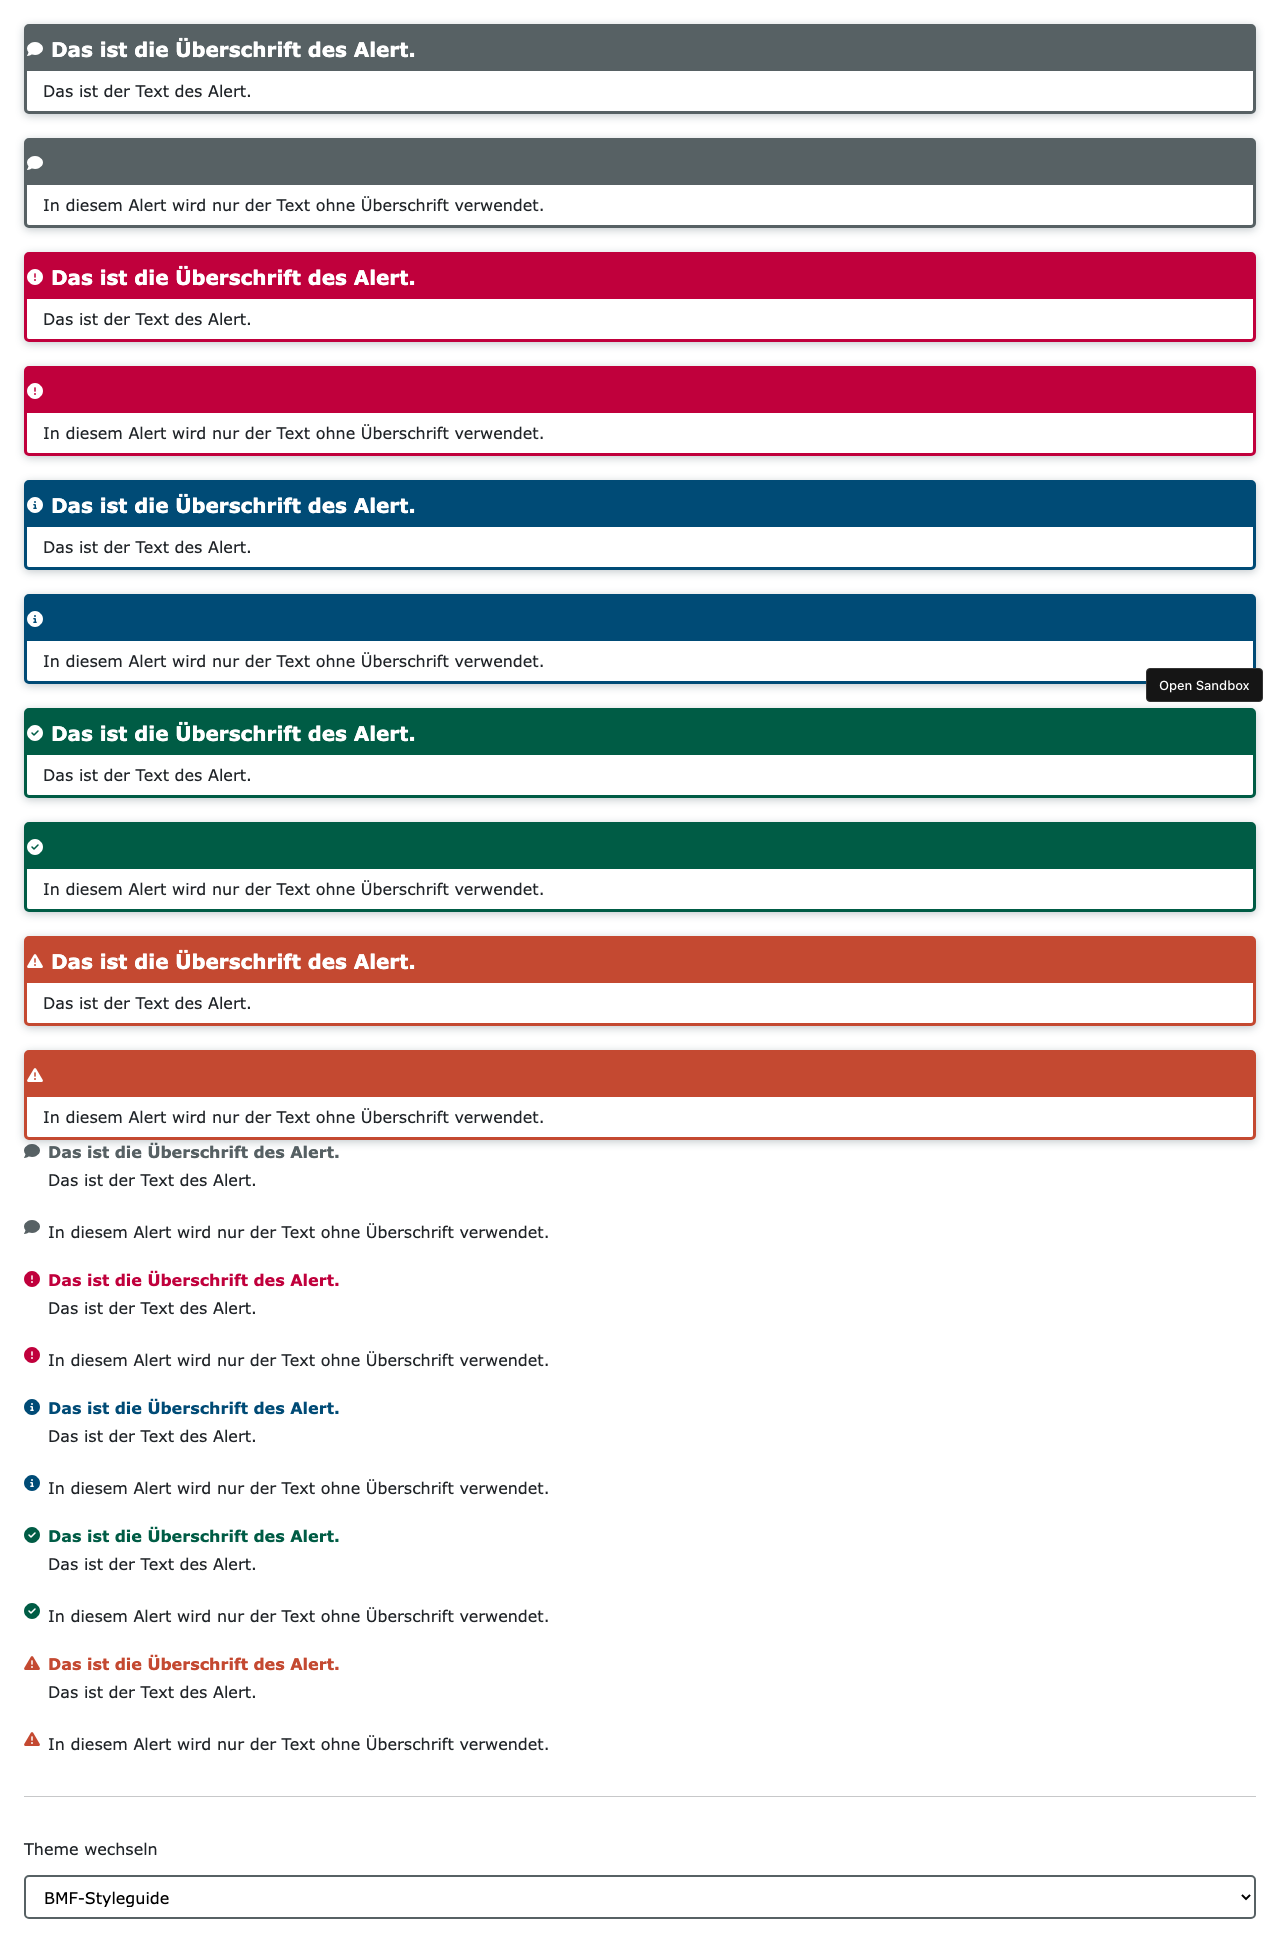 Das ist die Überschrift des Alert.
Das ist der Text des Alert.
In diesem Alert wird nur der Text ohne Überschrift verwendet.
Das ist die Überschrift des Alert.
Das ist der Text des Alert.
In diesem Alert wird nur der Text ohne Überschrift verwendet.
Das ist die Überschrift des Alert.
Das ist der Text des Alert.
In diesem Alert wird nur der Text ohne Überschrift verwendet.
Open Sandbox
Das ist die Überschrift des Alert.
Das ist der Text des Alert.
In diesem Alert wird nur der Text ohne Überschrift verwendet.
Das ist die Überschrift des Alert.
Das ist der Text des Alert.
In diesem Alert wird nur der Text ohne Überschrift verwendet.
Das ist die Überschrift des Alert.
Das ist der Text des Alert.
In diesem Alert wird nur der Text ohne Überschrift verwendet.
Das ist die Überschrift des Alert.
Das ist der Text des Alert.
In diesem Alert wird nur der Text ohne Überschrift verwendet.
Das ist die Überschrift des Alert.
Das ist der Text des Alert.
In diesem Alert wird nur der Text ohne Überschrift verwendet.
Das ist die Überschrift des Alert.
Das ist der Text des Alert.
In diesem Alert wird nur der Text ohne Überschrift verwendet.
Das ist die Überschrift des Alert.
Das ist der Text des Alert.
In diesem Alert wird nur der Text ohne Überschrift verwendet.
Theme wechseln
BMF-Styleguide